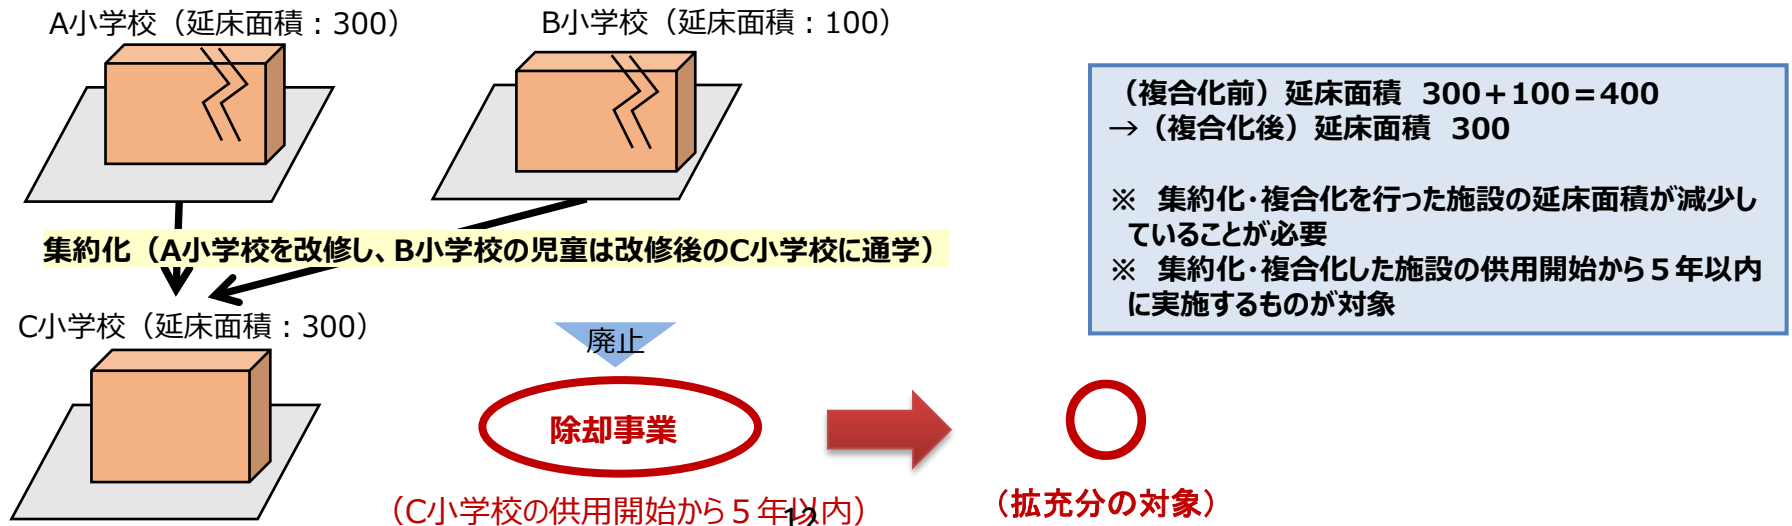 A小学校（延床面積：300）
B小学校（延床面積：100）
（複合化前）延床面積 300＋100＝400
→（複合化後）延床面積 300
※ 集約化・複合化を行った施設の延床面積が減少し
ていることが必要
※ 集約化・複合化した施設の供用開始から５年以内
に実施するものが対象
集約化（A小学校を改修し、B小学校の児童は改修後のC小学校に通学）
C小学校（延床面積：300）
廃止
除却事業
（C小学校の供用開始から５年以内）
12
（拡充分の対象）